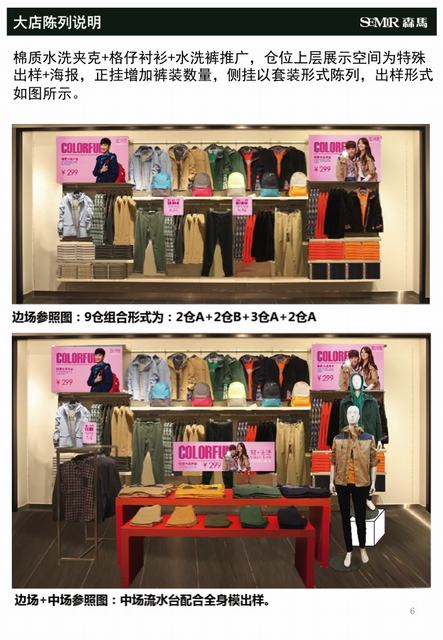 大店陈列说明
SEMIR 森馬
棉质水洗夹克+格仔衬衫+水洗裤推广，仓位上层展示空间为特殊
出样+海报，正挂增加裤装数量，侧挂以套装形式陈列，出样形式
如图所示。
COLORFUL
¥299
COLORFUL
¥299
边场参照图：9仓组合形式为：2仓A+2仓B+3仓A+2仓A
COLORFUL
¥299
COLORFUL
¥299
COLORFUL
¥299
边场+中场参照图：中场流水台配合全身模出样。
6